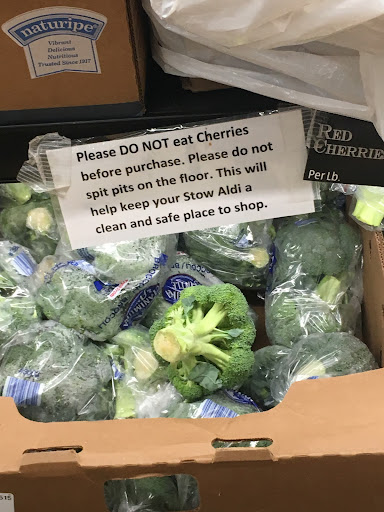 naturipe
Vibrant
Delicious
Nutritious
Trusted Since 1917
Please DO NOT eat Cherries
before purchase. Please do not
spit pits on the floor. This will
help keep your Stow Aldi a
clean and safe place to shop.
RED
CHERRIES
Per Lb.